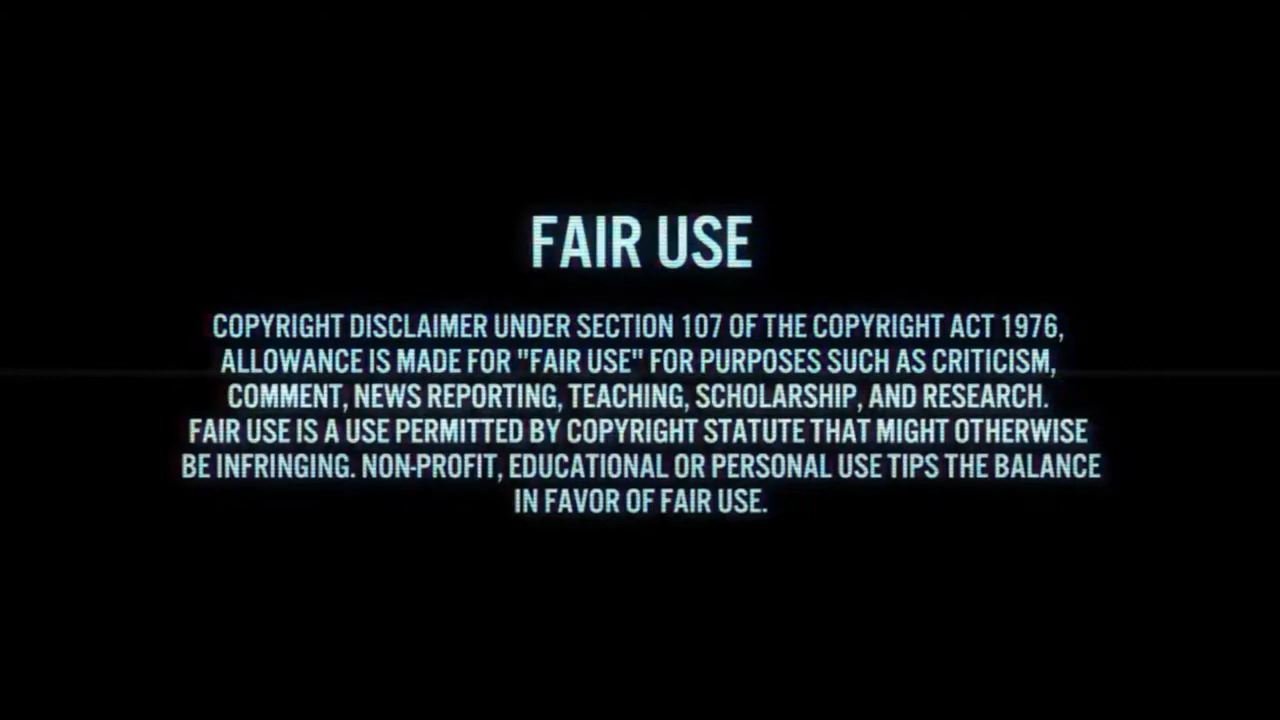 FAIR USE
COPYRIGHT DISCLAIMER UNDER SECTION 107 OF THE COPYRIGHT ACT 1976,
ALLOWANCE IS MADE FOR "FAIR USE" FOR PURPOSES SUCH AS CRITICISM,
COMMENT, NEWS REPORTING, TEACHING, SCHOLARSHIP, AND RESEARCH.
FAIR USE IS A USE PERMITTED BY COPYRIGHT STATUTE THAT MIGHT OTHERWISE
BE INFRINGING. NON-PROFIT, EDUCATIONAL OR PERSONAL USE TIPS THE BALANCE
IN FAVOR OF FAIR USE.